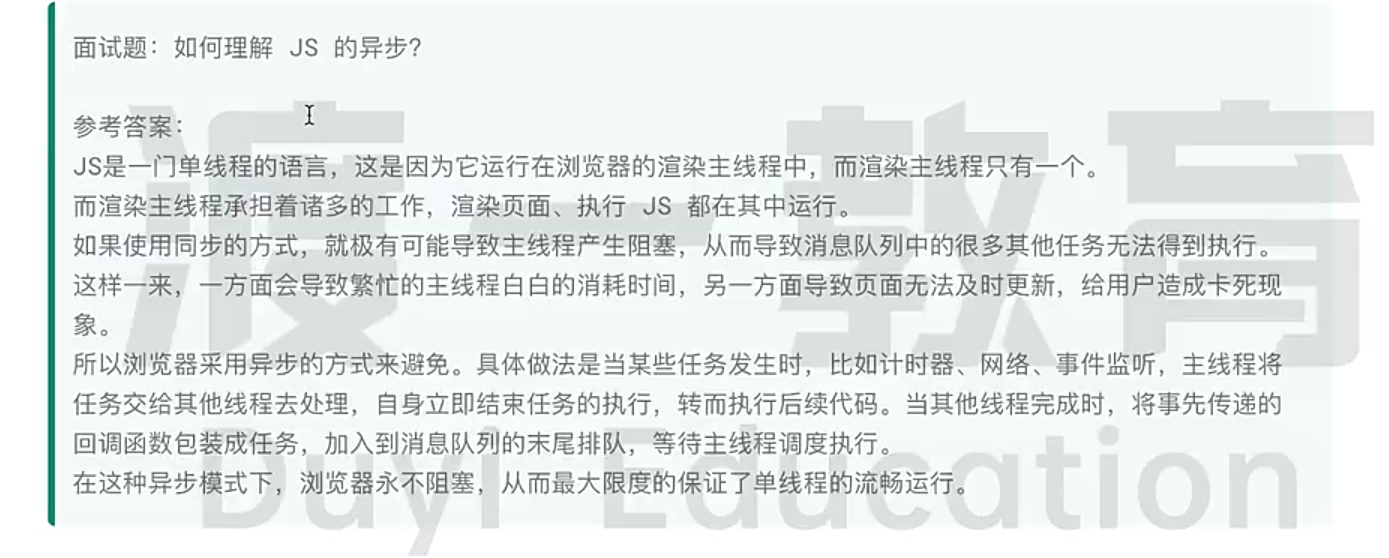 面试题：如何理解 JS 的异步？
参考答案：
JS是一门单线程的语言，这是因为它运行在浏览器的渲染主线程中，而渲染主线程只有一个。
而渲染主线程承担着诸多的工作，渲染页面、执行 JS 都在其中运行。
如果使用同步的方式，就极有可能导致主线程产生阻塞，从而导致消息队列中的很多其他任务无法得到执行。
这样一来，一方面会导致繁忙的主线程白白的消耗时间，另一方面导致页面无法及时更新，给用户造成卡死现
象。
所以浏览器采用异步的方式来避免。具体做法是当某些任务发生时，比如计时器、网络、事件监听，主线程将
任务交给其他线程去处理，自身立即结束任务的执行，转而执行后续代码。当其他线程完成时，将事先传递的
回调函数包装成任务，加入到消息队列的末尾排队，等待主线程调度执行。
在这种异步模式下，浏览器永不阻塞，从而最大限度的保证了单线程的流畅运行。
渡一教育
Duyi Education